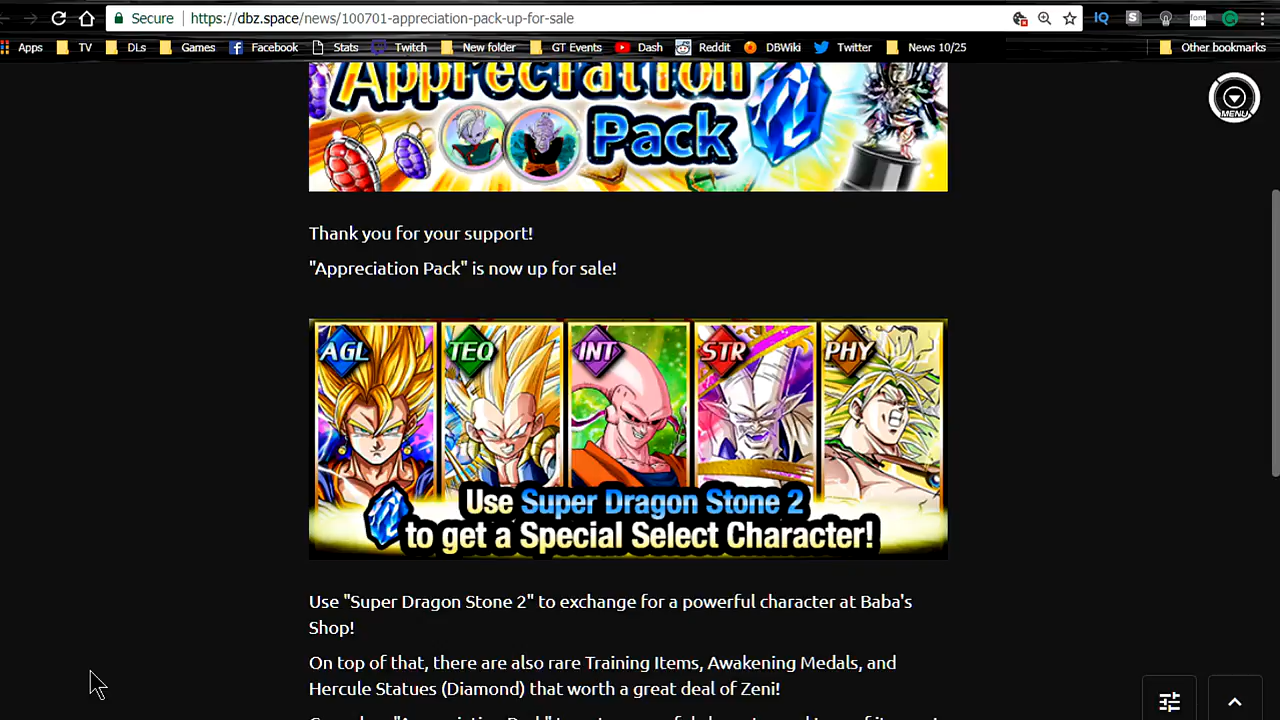 Secure https://dbz.space/news/100701-appreciation-pack-up-for-sale
IQ S font
Apps TV DLs Games Facebook Stats Twitch New folder GT Events Dash Reddit DBWiki Twitter News 10/25 Other bookmarks
Appreciation
Pack
MENU
Thank you for your support!
"Appreciation Pack" is now up for sale!
AGL TEQ INT STR PHY
Use Super Dragon Stone 2
to get a Special Select Character!
Use "Super Dragon Stone 2" to exchange for a powerful character at Baba's
Shop!
On top of that, there are also rare Training Items, Awakening Medals, and
Hercule Statues (Diamond) that worth a great deal of Zeni!